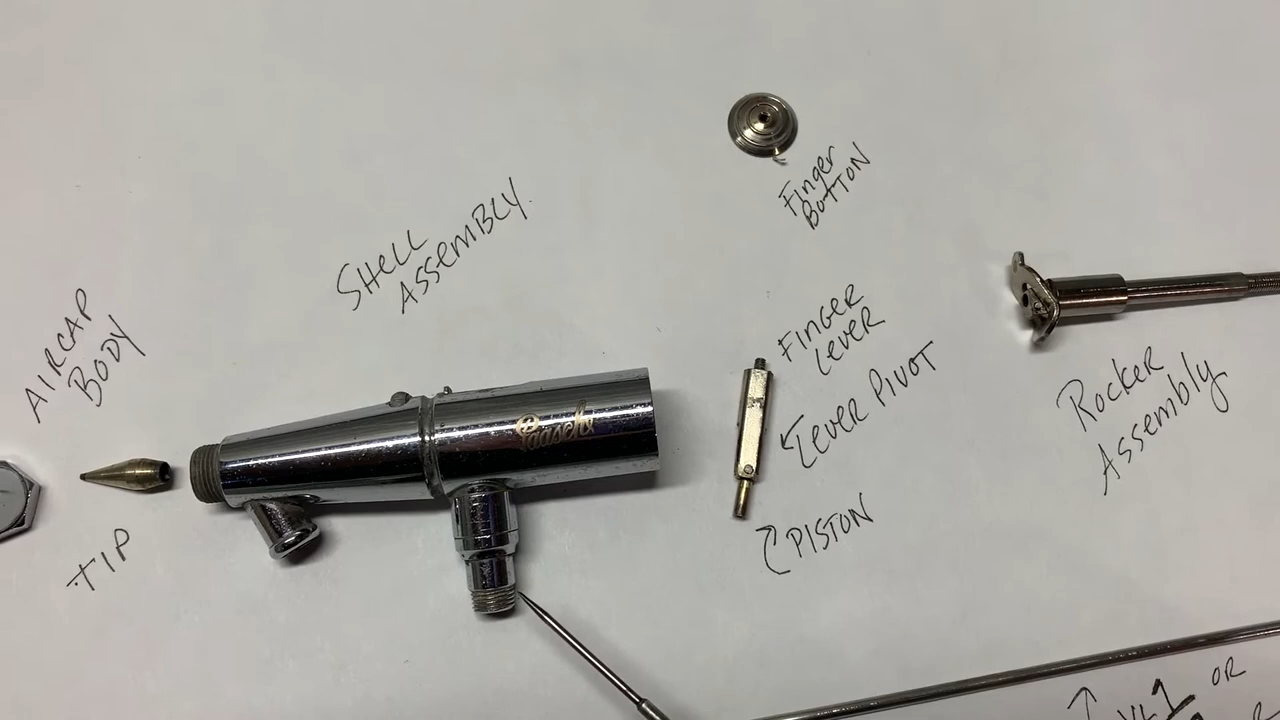 AIRCAP
BODY
TIP
SHELL
ASSEMBLY.
Paasche
Finger
BUTTON
FINGER
LEVER
LEVER PIVOT
PISTON
Rocker
Assembly
OR